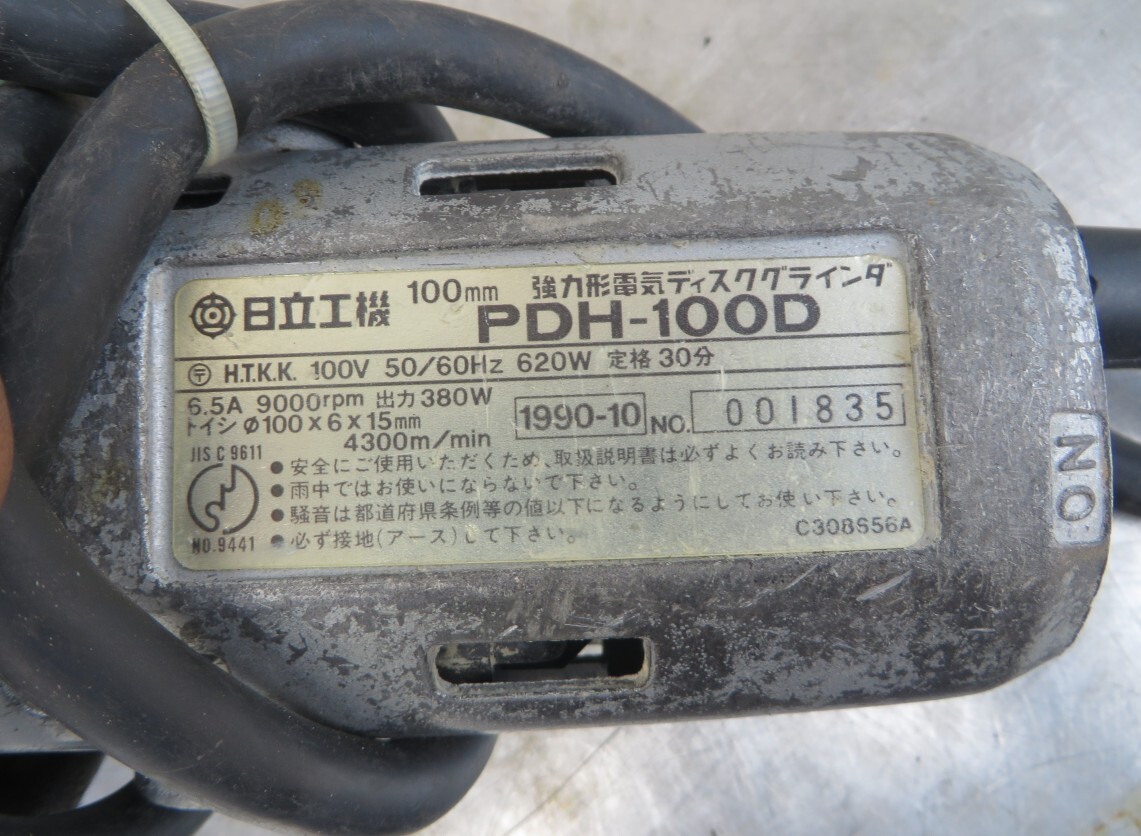 日立工機 100mm 強力形電気ディスクグラインダ
PDH-100D
〒 H.T.K.K. 100V 50/60Hz 620W 定格30分
6.5A 9000rpm 出力380W
トイシ φ100×6×15mm
4300m/min
1990-10 NO. 001835
JIS C 9611
NO.9441
●安全にご使用いただくため、取扱説明書は必ずよくお読み下さい。
●雨中ではお使いにならないで下さい。
●騒音は都道府県条例等の値以下になるようにしてお使い下さい。
●必ず接地(アース)して下さい。
C308656A
NO